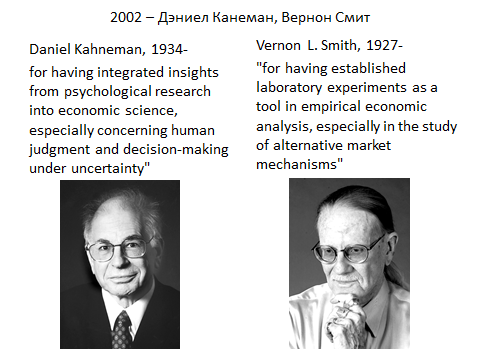 2002 – Дэниел Канеман, Вернон Смит
Daniel Kahneman, 1934-
for having integrated insights
from psychological research
into economic science,
especially concerning human
judgment and decision-making
under uncertainty"
Vernon L. Smith, 1927-
"for having established
laboratory experiments as a
tool in empirical economic
analysis, especially in the study
of alternative market
mechanisms"